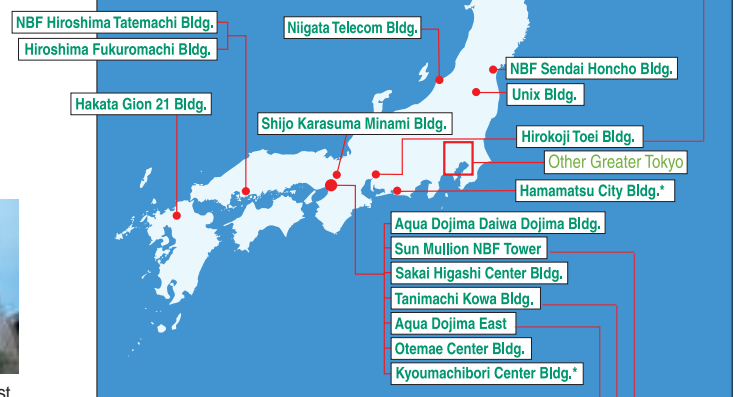 NBF Hiroshima Tatemachi Bldg.
Hiroshima Fukuromachi Bldg.
Niigata Telecom Bldg.
NBF Sendai Honcho Bldg.
Unix Bldg.
Hakata Gion 21 Bldg.
Shijo Karasuma Minami Bldg.
Hirokoji Toei Bldg.
Other Greater Tokyo
Hamamatsu City Bldg.*
Aqua Dojima Daiwa Dojima Bldg.
Sun Mullion NBF Tower
Sakai Higashi Center Bldg.
Tanimachi Kowa Bldg.
Aqua Dojima East
Otemae Center Bldg.
Kyoumachibori Center Bldg.*
st